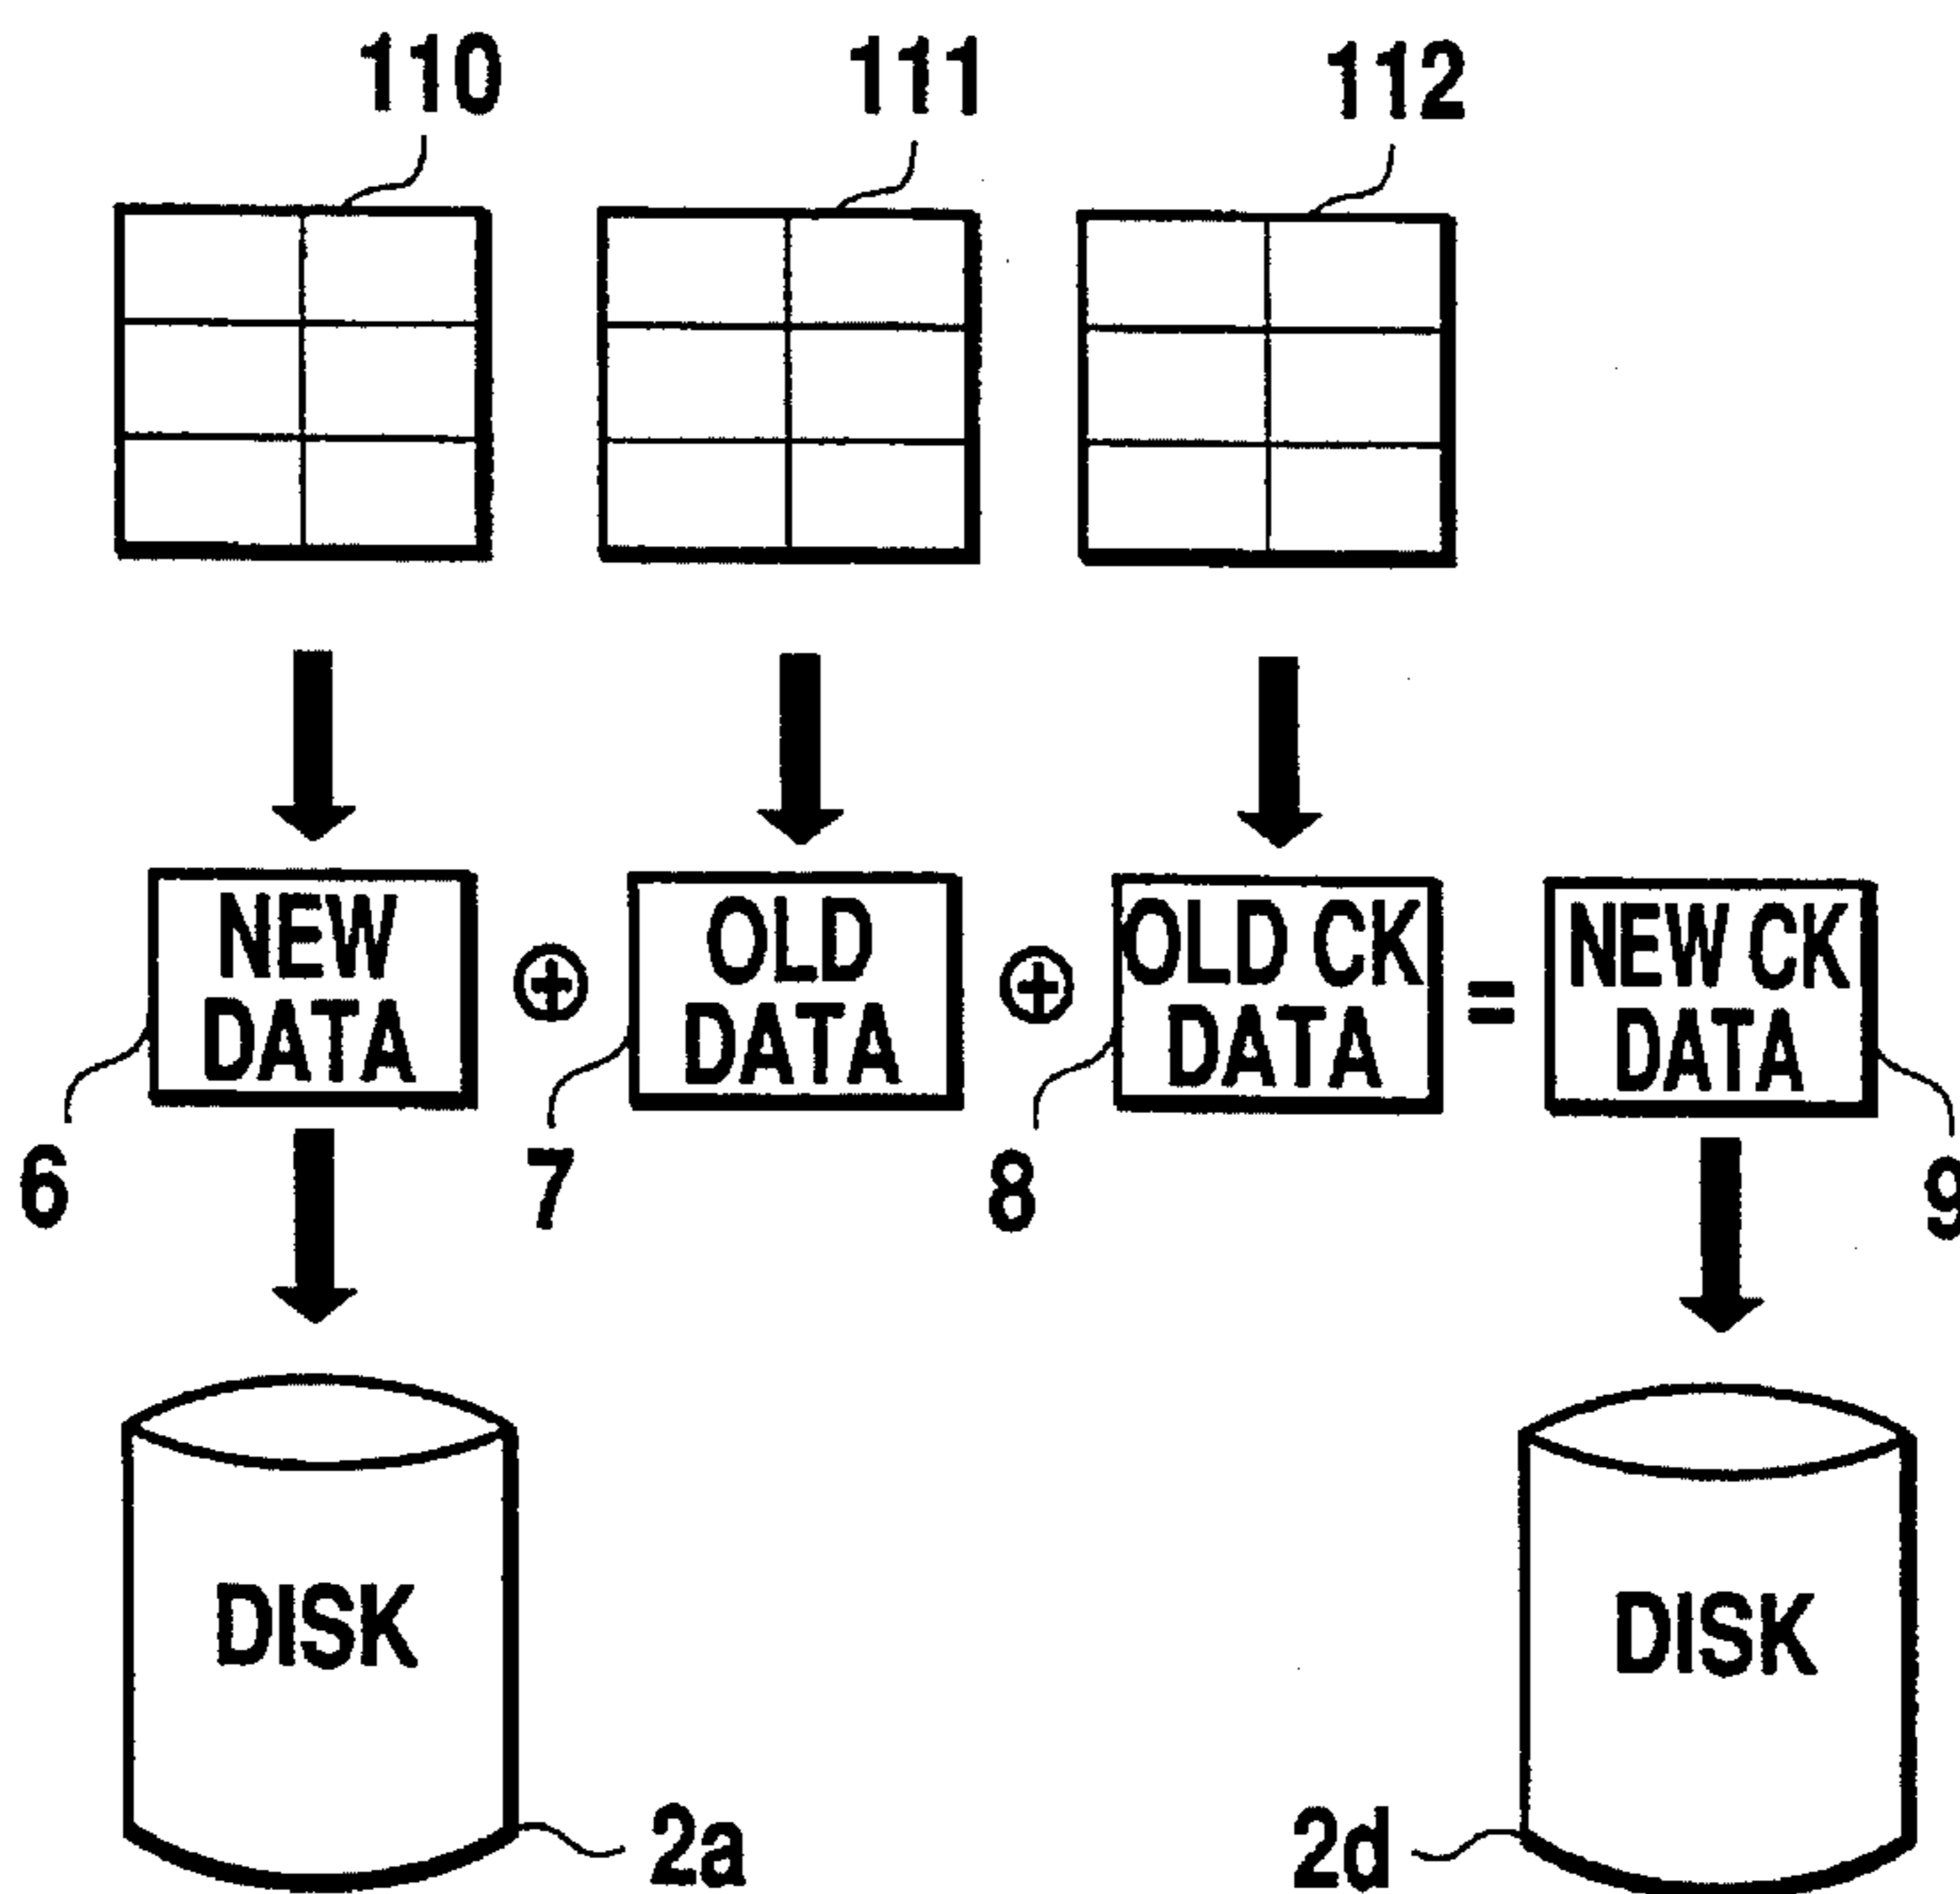 110 111 112
NEW DATA ⊕ OLD DATA ⊕ OLD CK DATA = NEW CK DATA
6 7 8 9
DISK DISK
2a 2d